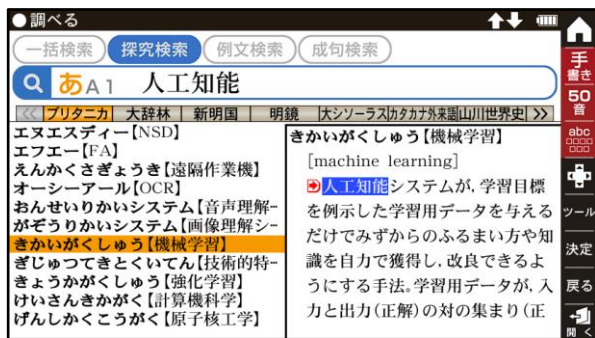 ●調べる
一括検索 探究検索 例文検索 成句検索
あA1 人工知能
<< ブリタニカ 大辞林 新明国 明鏡 大シソーラス カタカナ外来語 山川世界史 >>
エヌエスディー【NSD】
エフエー【FA】
えんかくさぎょうき【遠隔作業機】
オーシーアール【OCR】
おんせいりかいシステム【音声理解-
がぞうりかいシステム【画像理解シ-
きかいがくしゅう【機械学習】
ぎじゅつてきとくいてん【技術的特-
きょうかがくしゅう【強化学習】
けいさんきかがく【計算機科学】
げんしかくこうがく【原子核工学】
きかいがくしゅう【機械学習】
[machine learning]
人工知能システムが，学習目標
を例示した学習用データを与える
だけでみずからのふるまい方や知
識を自力で獲得し，改良できるよ
うにする手法。学習用データが，入
力と出力(正解)の対の集まり(正
手書き
50音
abc
ツール
決定
戻る
開く